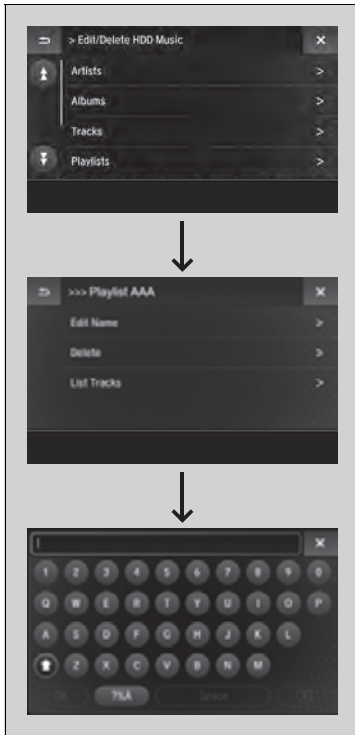 > Edit/Delete HDD Music
Artists >
Albums >
Tracks >
Playlists >
>>> Playlist AAA
Edit Name >
Delete >
List Tracks >
1 2 3 4 5 6 7 8 9 0
Q W E R T Y U I O P
A S D F G H J K L
Z X C V B N M
OK ?%Å Space